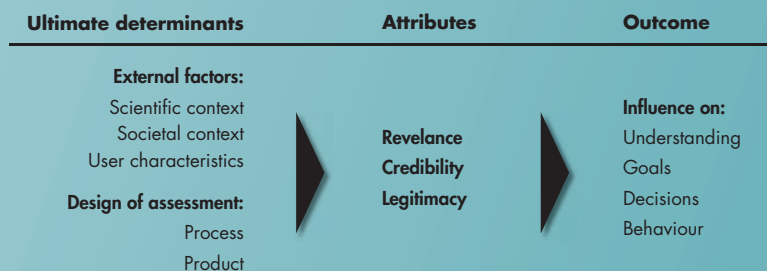 Ultimate determinants
Attributes
Outcome
External factors:
Scientific context
Societal context
User characteristics
Design of assessment:
Process
Product
Revelance
Credibility
Legitimacy
Influence on:
Understanding
Goals
Decisions
Behaviour